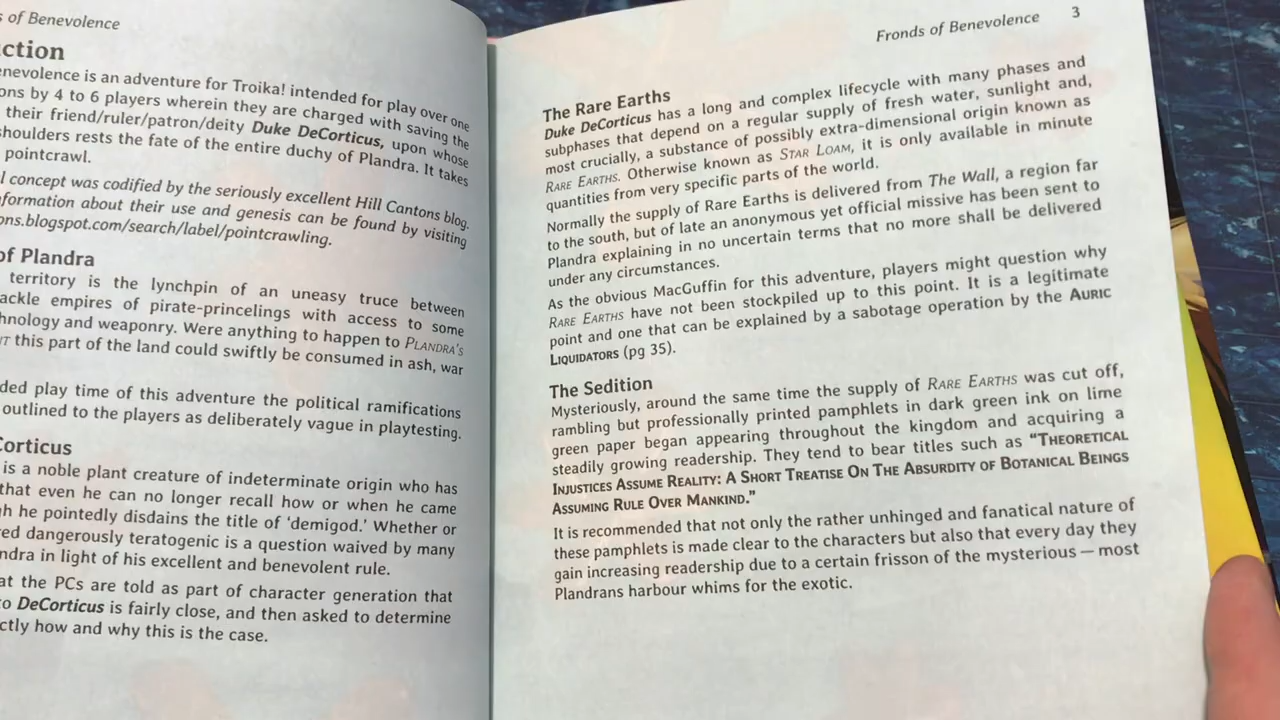 s of Benevolence
ction
enevolence is an adventure for Troika! intended for play over one
ons by 4 to 6 players wherein they are charged with saving the
their friend/ruler/patron/deity Duke DeCorticus, upon whose
shoulders rests the fate of the entire duchy of Plandra. It takes
pointcrawl.
l concept was codified by the seriously excellent Hill Cantons blog.
nformation about their use and genesis can be found by visiting
ons.blogspot.com/search/label/pointcrawling.
of Plandra
territory is the lynchpin of an uneasy truce between
ackle empires of pirate-princelings with access to some
hnology and weaponry. Were anything to happen to PLANDRA'S
NT this part of the land could swiftly be consumed in ash, war
ded play time of this adventure the political ramifications
outlined to the players as deliberately vague in playtesting.
Corticus
is a noble plant creature of indeterminate origin who has
that even he can no longer recall how or when he came
gh he pointedly disdains the title of 'demigod.' Whether or
red dangerously teratogenic is a question waived by many
ndra in light of his excellent and benevolent rule.
at the PCs are told as part of character generation that
to DeCorticus is fairly close, and then asked to determine
ctly how and why this is the case.
Fronds of Benevolence 3
The Rare Earths
Duke DeCorticus has a long and complex lifecycle with many phases and
subphases that depend on a regular supply of fresh water, sunlight and,
most crucially, a substance of possibly extra-dimensional origin known as
RARE EARTHS. Otherwise known as STAR LOAM, it is only available in minute
quantities from very specific parts of the world.
Normally the supply of Rare Earths is delivered from The Wall, a region far
to the south, but of late an anonymous yet official missive has been sent to
Plandra explaining in no uncertain terms that no more shall be delivered
under any circumstances.
As the obvious MacGuffin for this adventure, players might question why
RARE EARTHS have not been stockpiled up to this point. It is a legitimate
point and one that can be explained by a sabotage operation by the AURIC
LIQUIDATORS (pg 35).
The Sedition
Mysteriously, around the same time the supply of RARE EARTHS was cut off,
rambling but professionally printed pamphlets in dark green ink on lime
green paper began appearing throughout the kingdom and acquiring a
steadily growing readership. They tend to bear titles such as "THEORETICAL
INJUSTICES ASSUME REALITY: A SHORT TREATISE ON THE ABSURDITY OF BOTANICAL BEINGS
ASSUMING RULE OVER MANKIND."
It is recommended that not only the rather unhinged and fanatical nature of
these pamphlets is made clear to the characters but also that every day they
gain increasing readership due to a certain frisson of the mysterious — most
Plandrans harbour whims for the exotic.